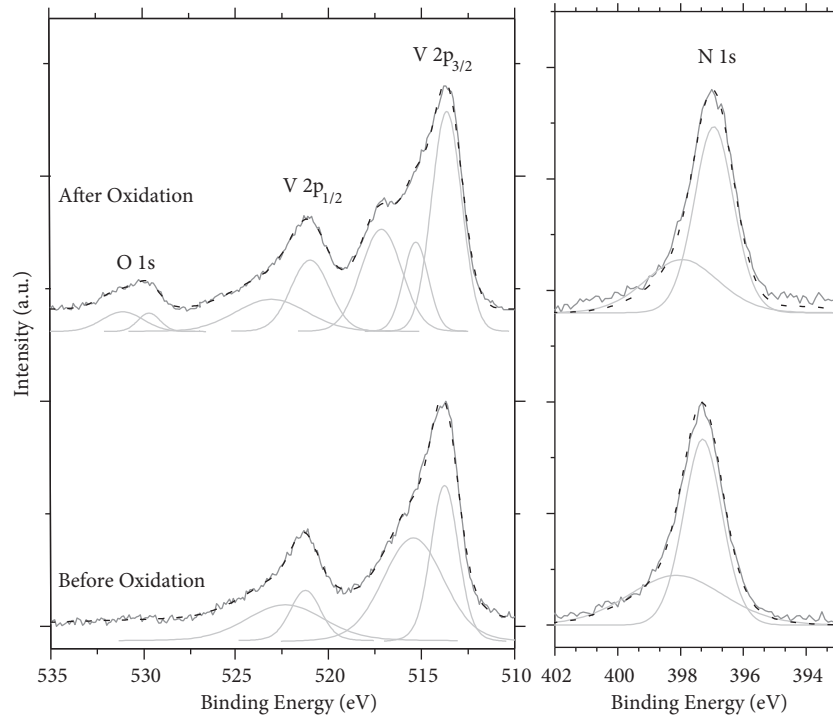 V 2p3/2
N 1s
V 2p1/2
After Oxidation
O 1s
Intensity (a.u.)
Before Oxidation
535 530 525 520 515 510
402 400 398 396 394
Binding Energy (eV)
Binding Energy (eV)